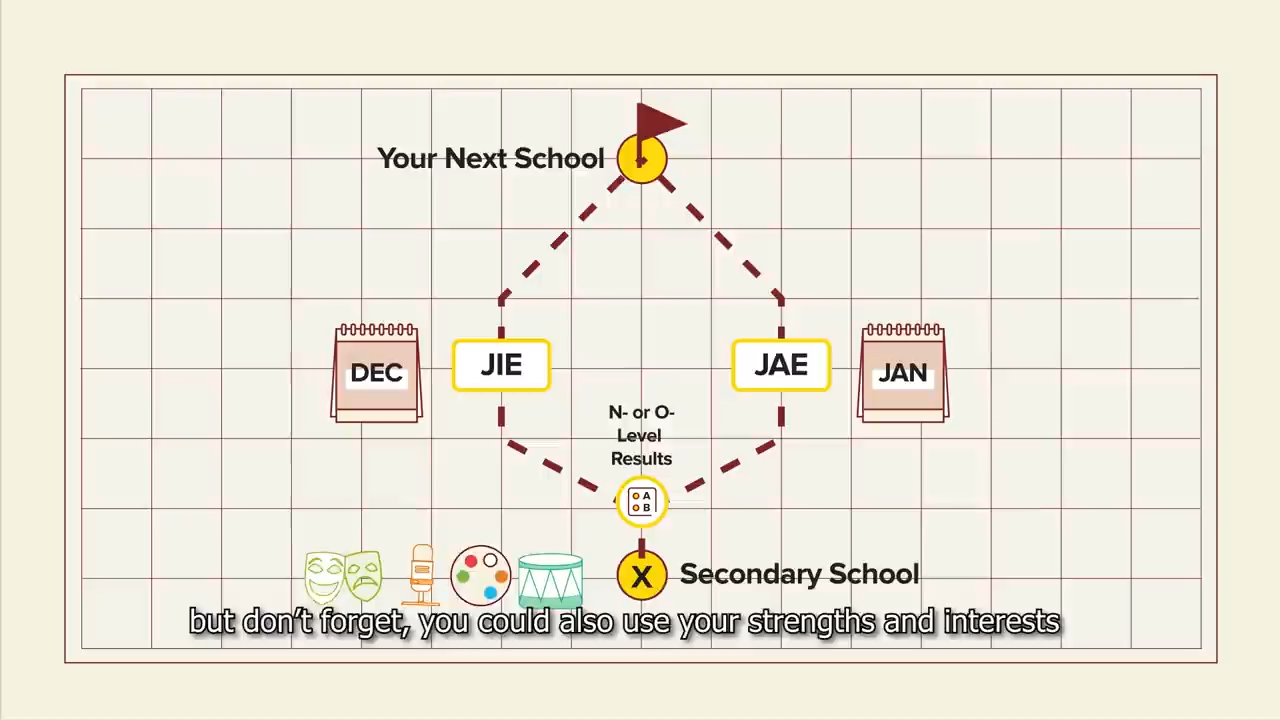 Your Next School
DEC
JIE
JAE
JAN
N- or O-
Level
Results
A
B
X
Secondary School
but don't forget, you could also use your strengths and interests